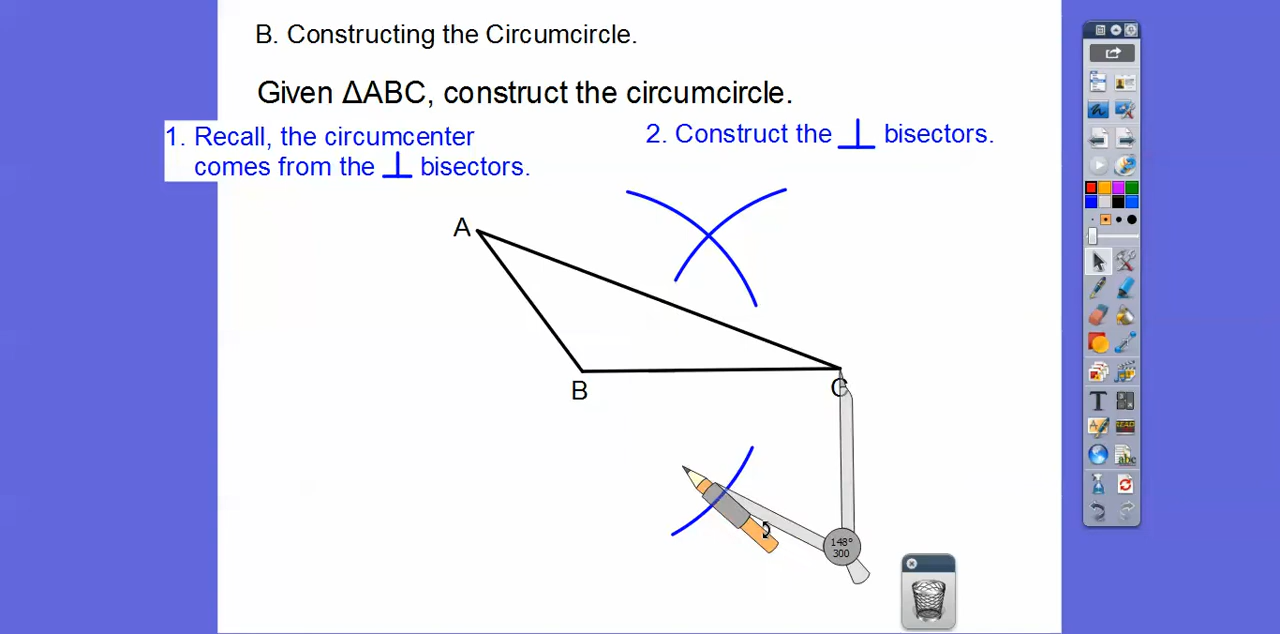 B. Constructing the Circumcircle.
Given ΔABC, construct the circumcircle.
1. Recall, the circumcenter
comes from the ⊥ bisectors.
2. Construct the ⊥ bisectors.
A
B
C
148°
300
T
abc